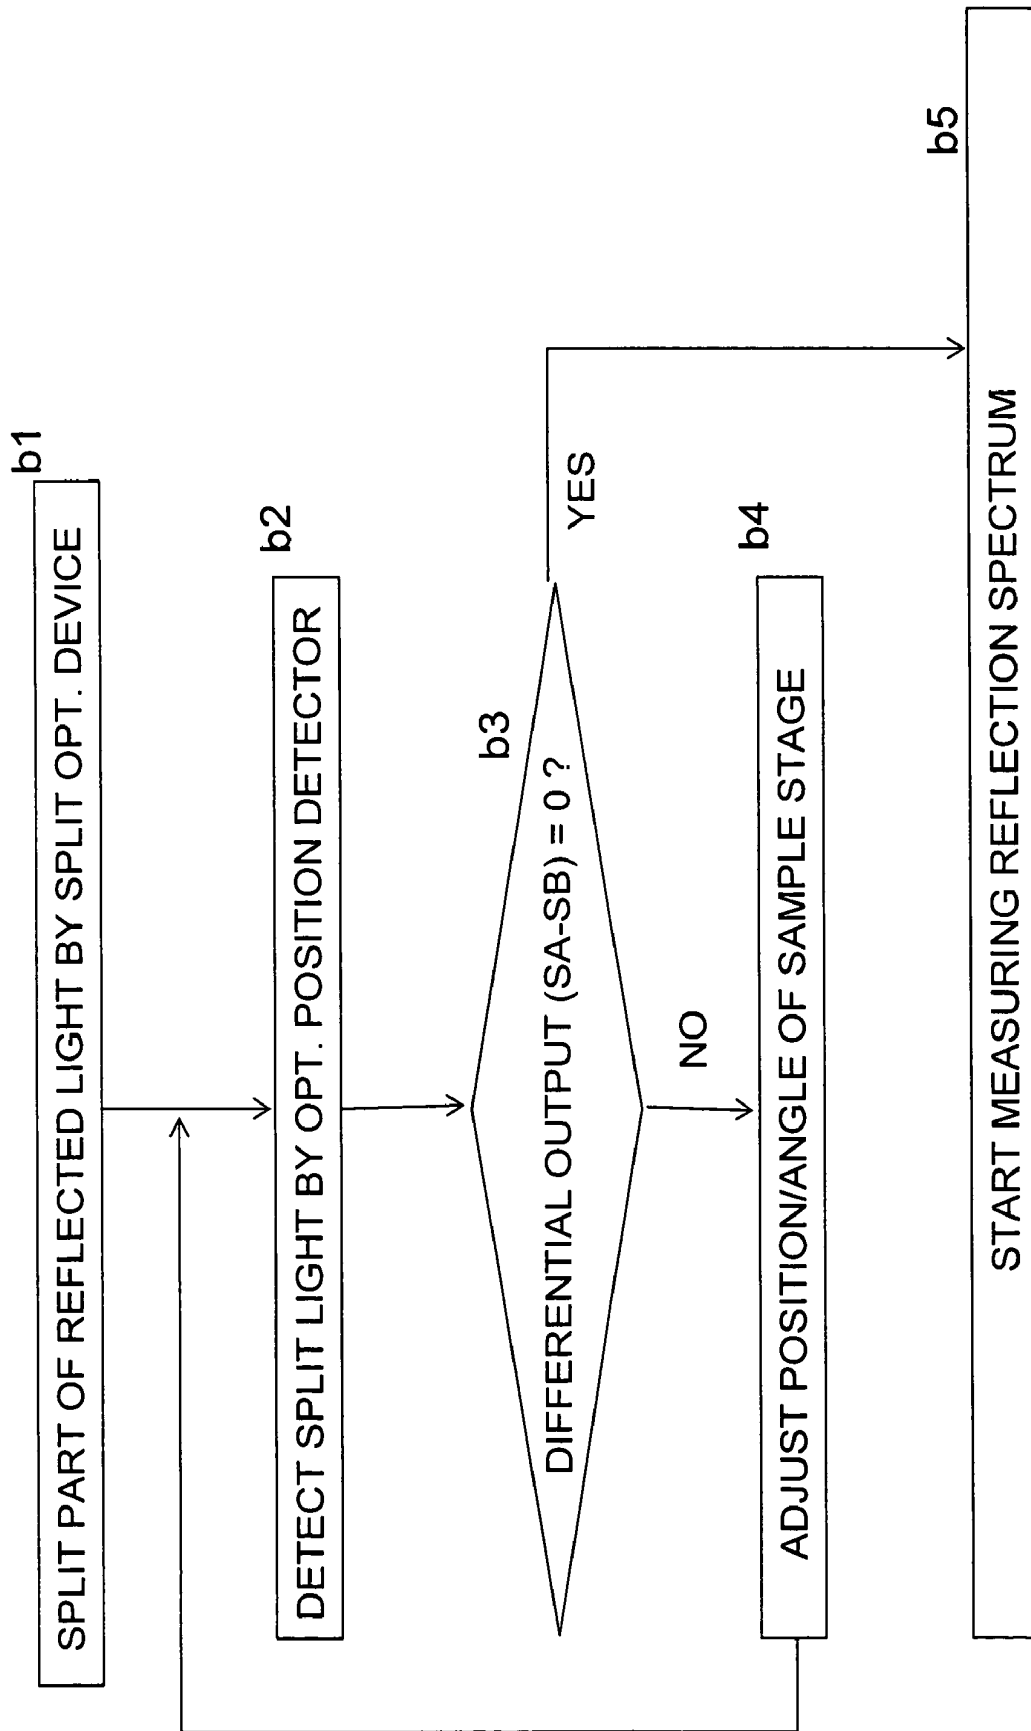 b1
SPLIT PART OF REFLECTED LIGHT BY SPLIT OPT. DEVICE
b2
DETECT SPLIT LIGHT BY OPT. POSITION DETECTOR
b3
DIFFERENTIAL OUTPUT (SA-SB) = 0 ?
YES
NO
b4
ADJUST POSITION/ANGLE OF SAMPLE STAGE
b5
START MEASURING REFLECTION SPECTRUM